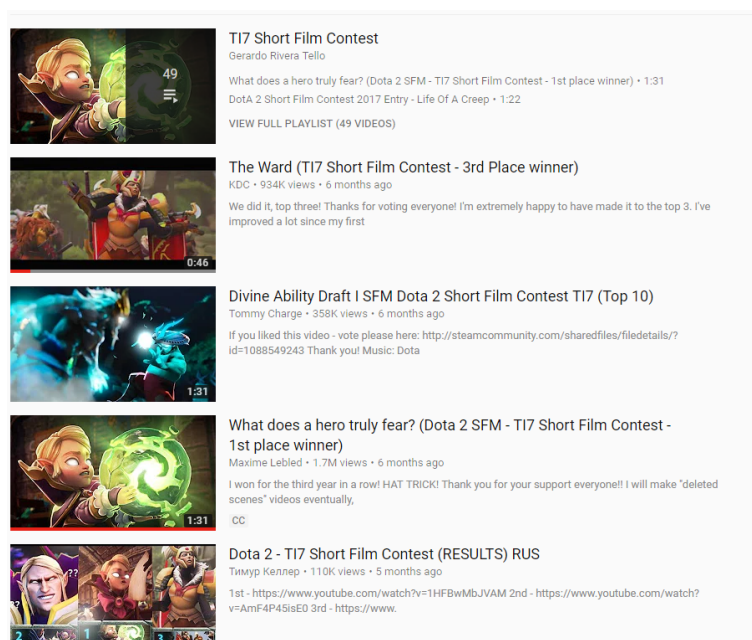 TI7 Short Film Contest
Gerardo Rivera Tello
49
What does a hero truly fear? (Dota 2 SFM - TI7 Short Film Contest - 1st place winner) • 1:31
DotA 2 Short Film Contest 2017 Entry - Life Of A Creep • 1:22
VIEW FULL PLAYLIST (49 VIDEOS)
The Ward (TI7 Short Film Contest - 3rd Place winner)
KDC • 934K views • 6 months ago
We did it, top three! Thanks for voting everyone! I'm extremely happy to have made it to the top 3. I've
improved a lot since my first
0:46
Divine Ability Draft I SFM Dota 2 Short Film Contest TI7 (Top 10)
Tommy Charge • 358K views • 6 months ago
If you liked this video - vote please here: http://steamcommunity.com/sharedfiles/filedetails/?
id=1088549243 Thank you! Music: Dota
1:31
What does a hero truly fear? (Dota 2 SFM - TI7 Short Film Contest -
1st place winner)
Maxime Lebled • 1.7M views • 6 months ago
I won for the third year in a row! HAT TRICK! Thank you for your support everyone!! I will make "deleted
scenes" videos eventually,
1:31
CC
Dota 2 - TI7 Short Film Contest (RESULTS) RUS
Тимур Келлер • 110K views • 5 months ago
1st - https://www.youtube.com/watch?v=1HFBwMbJVAM 2nd - https://www.youtube.com/watch?
v=AmF4P45isE0 3rd - https://www.
??
??
2
1
3